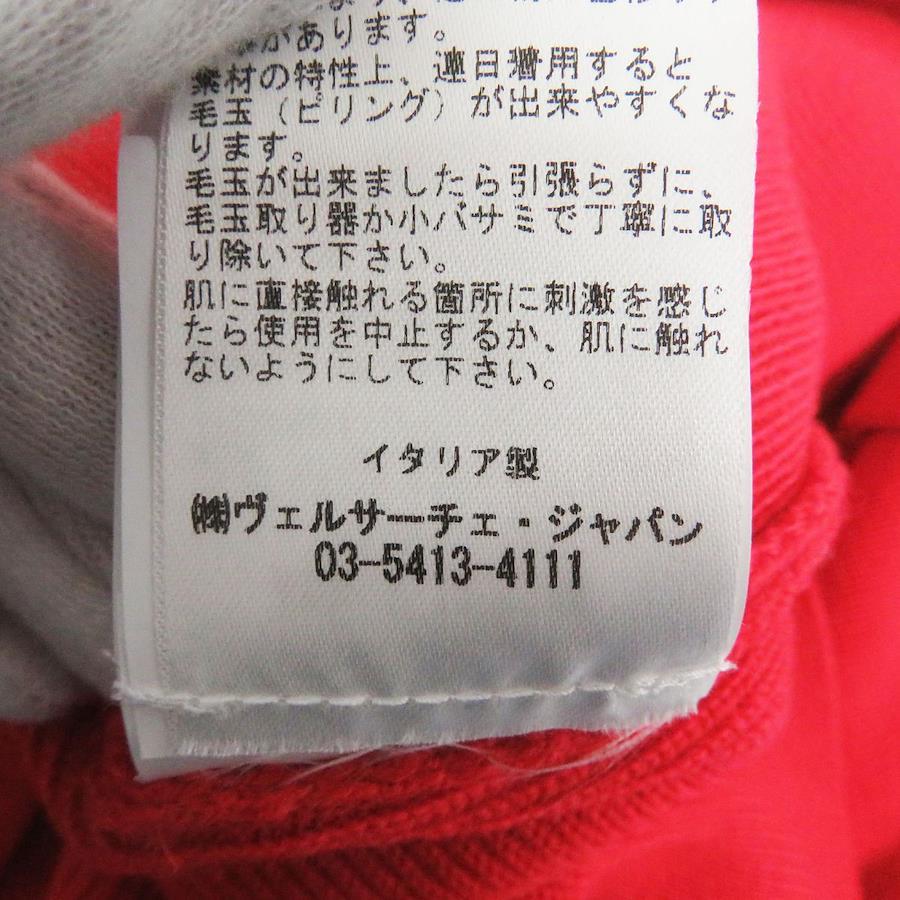 があります。
素材の特性上、連日着用すると
毛玉（ピリング）が出来やすくな
ります。
毛玉が出来ましたら引張らずに、
毛玉取り器か小バサミで丁寧に取
り除いて下さい。
肌に直接触れる箇所に刺激を感じ
たら使用を中止するか、肌に触れ
ないようにして下さい。
イタリア製
㈱ヴェルサーチェ・ジャパン
03-5413-4111